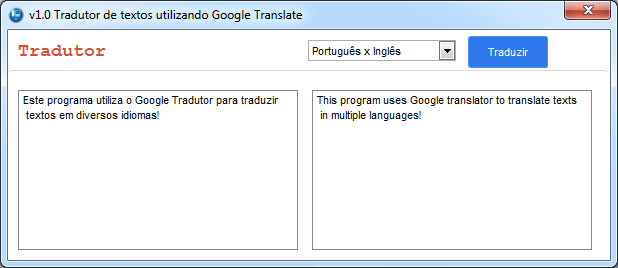 v1.0 Tradutor de textos utilizando Google Translate
Tradutor
Português x Inglês
Traduzir
Este programa utiliza o Google Tradutor para traduzir
textos em diversos idiomas!
This program uses Google translator to translate texts
in multiple languages!